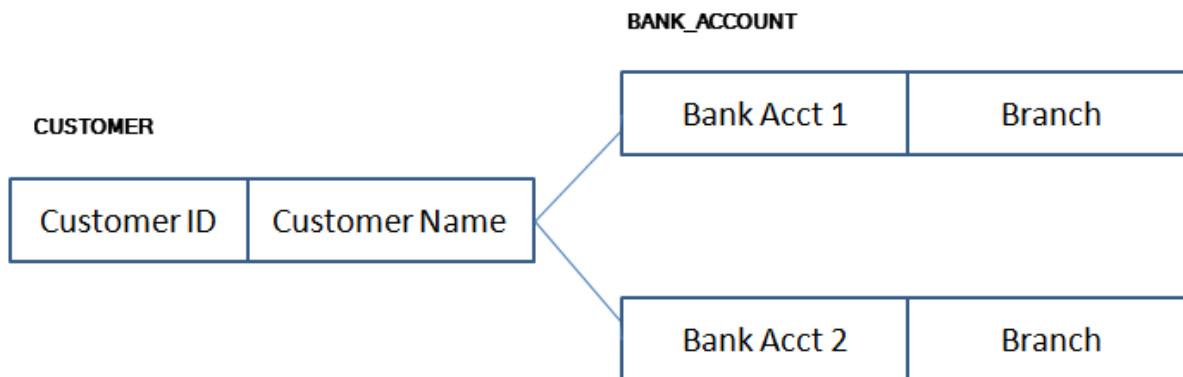 BANK_ACCOUNT
Bank Acct 1 Branch
CUSTOMER
Customer ID Customer Name
Bank Acct 2 Branch